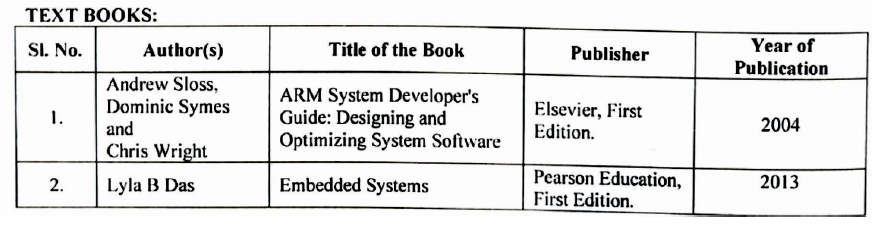 TEXT BOOKS:
Sl. No. Author(s) Title of the Book Publisher Year of Publication
1. Andrew Sloss, Dominic Symes and Chris Wright ARM System Developer's Guide: Designing and Optimizing System Software Elsevier, First Edition. 2004
2. Lyla B Das Embedded Systems Pearson Education, First Edition. 2013